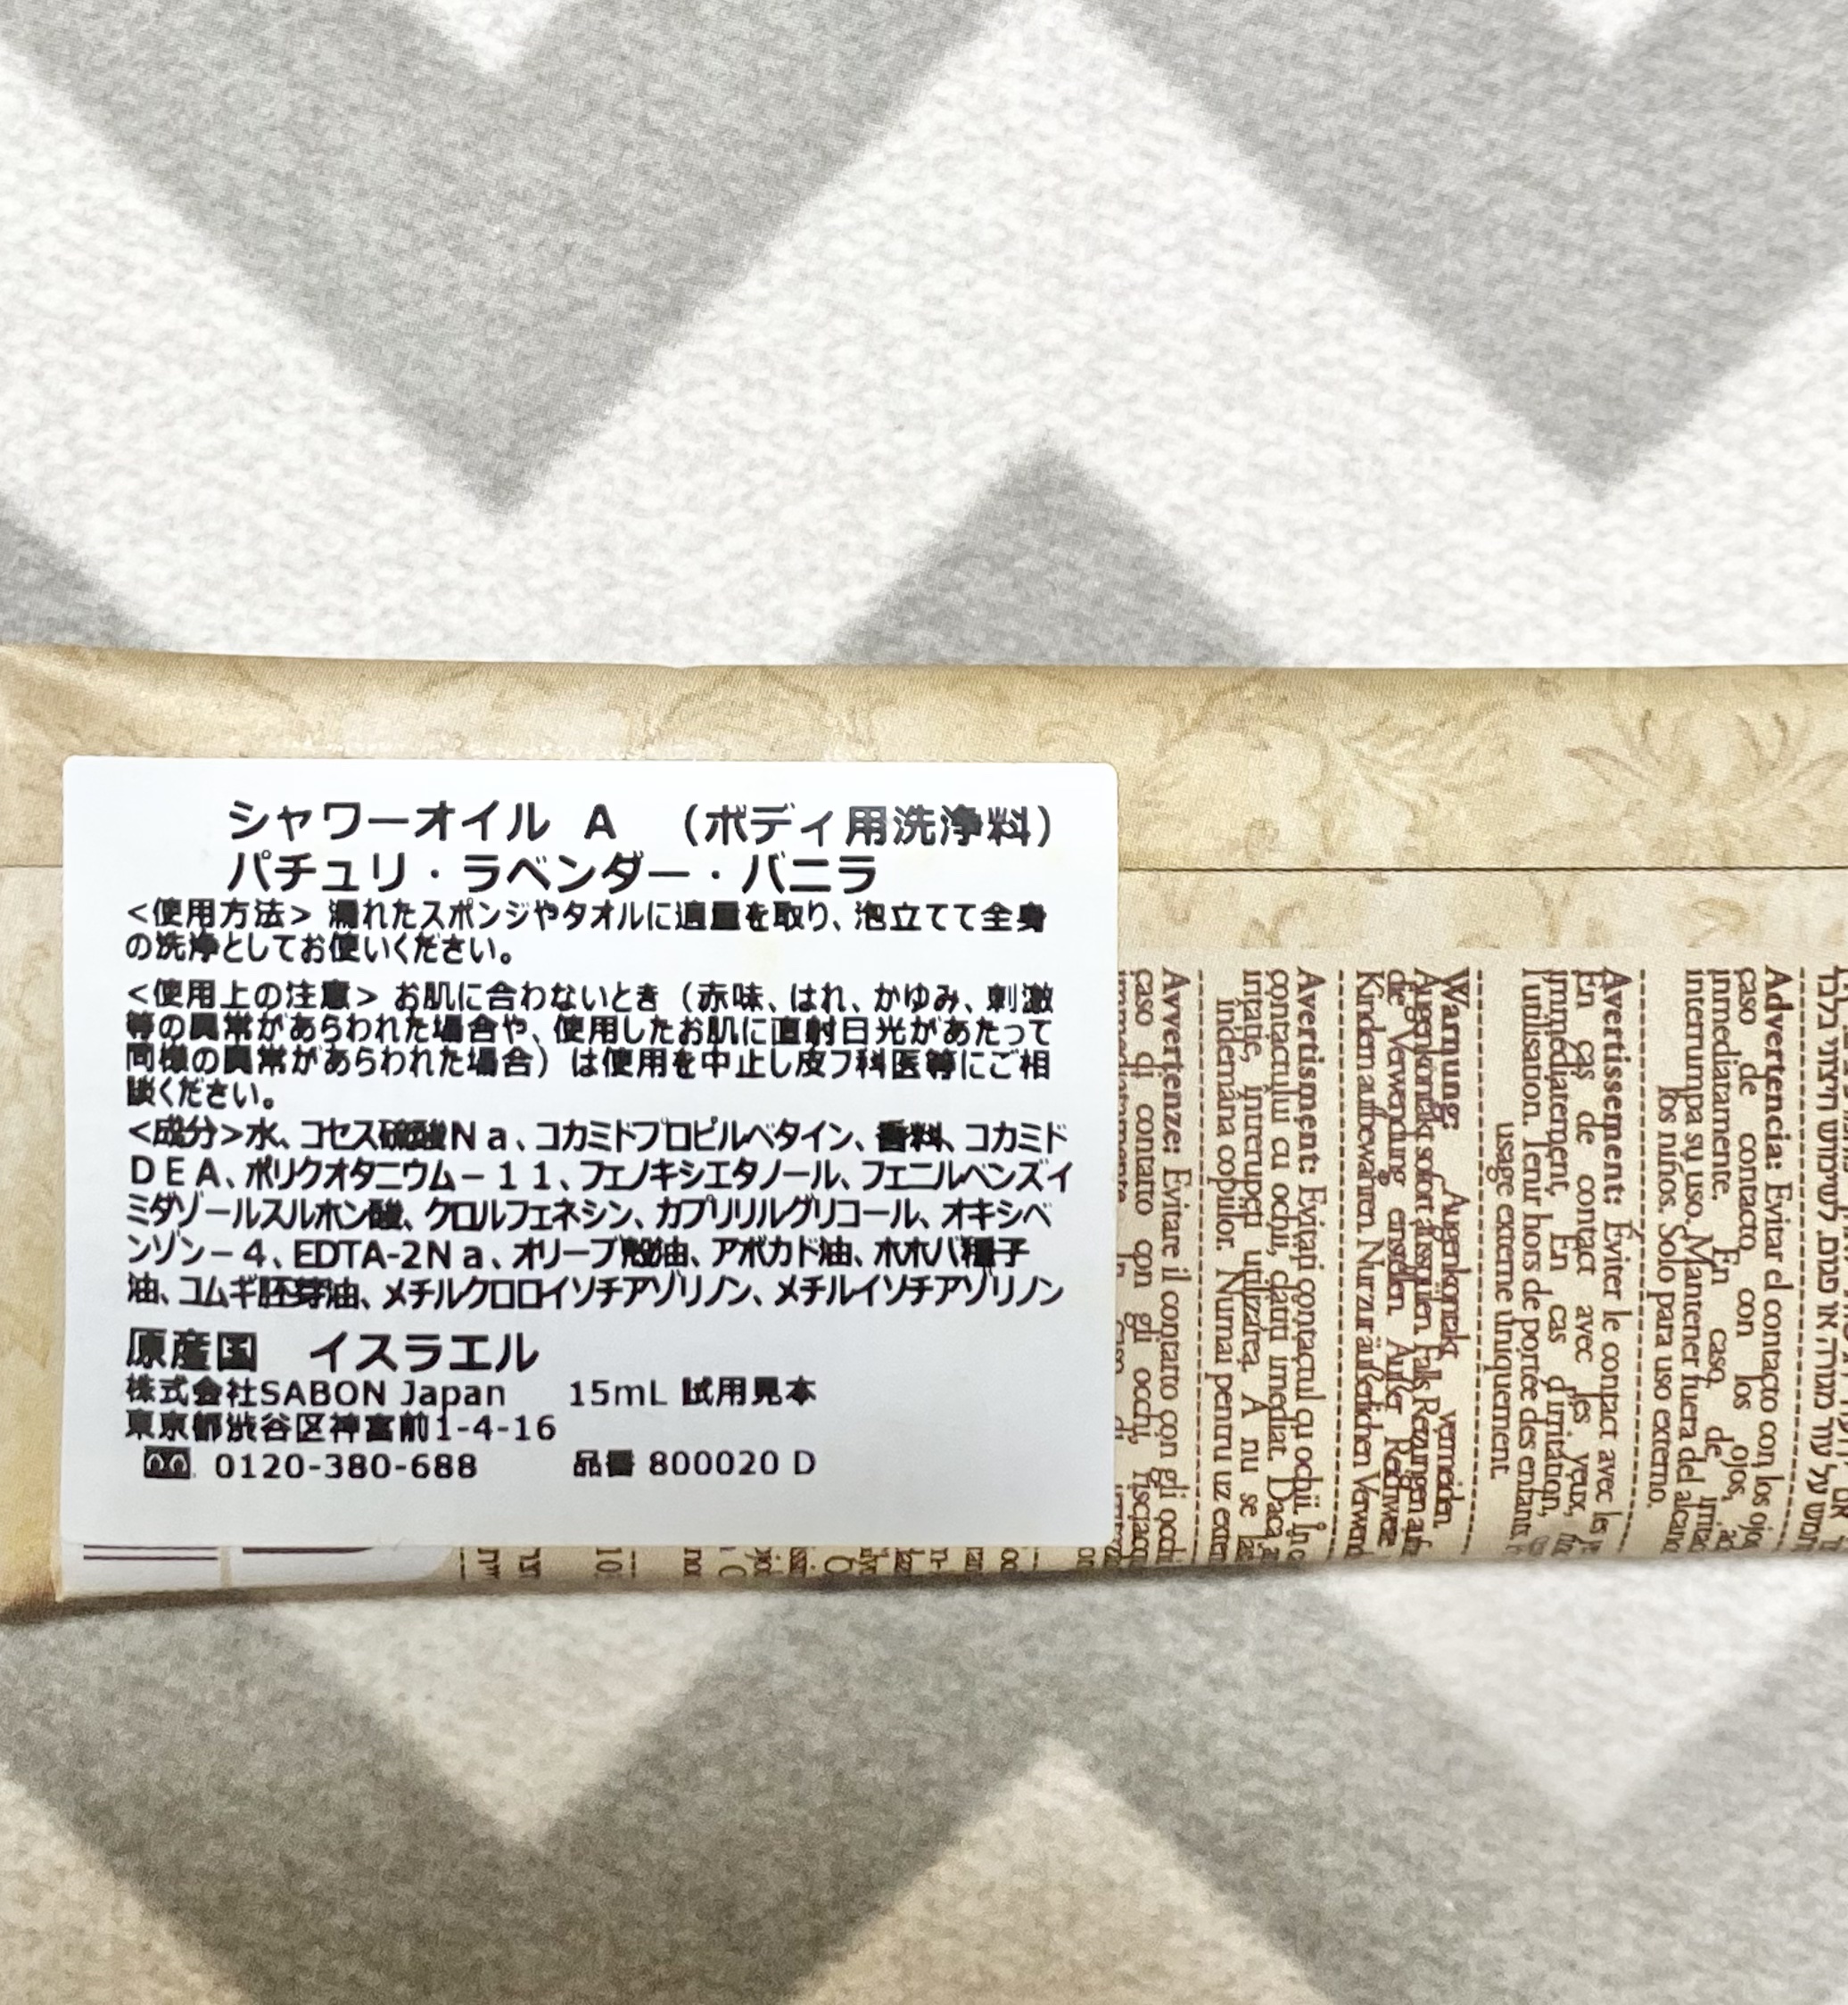 シャワーオイル A （ボディ用洗浄料）
パチュリ・ラベンダー・バニラ
<使用方法> 濡れたスポンジやタオルに適量を取り、泡立てて全身
の洗浄としてお使いください。
<使用上の注意> お肌に合わないとき（赤味、はれ、かゆみ、刺激
等の異常があらわれた場合や、使用したお肌に直射日光があたって
同様の異常があらわれた場合）は使用を中止し皮フ科医等にご相
談ください。
<成分>水、コセス硫酸Ｎａ、コカミドプロピルベタイン、香料、コカミド
ＤＥＡ、ポリクオタニウム－１１、フェノキシエタノール、フェニルベンズイ
ミダゾールスルホン酸、クロルフェネシン、カプリリルグリコール、オキシベ
ンゾン－４、EDTA-2Ｎａ、オリーブ殻油、アボカド油、ホホバ種子
油、コムギ胚芽油、メチルクロロイソチアゾリノン、メチルイソチアゾリノン
原産国 イスラエル
株式会社SABON Japan 15mL 試用見本
東京都渋谷区神宮前1-4-16
0120-380-688 品番 800020 D
Avvertenze: Evitare il contatto con gli occhi
caso di contatto con gli occhi,
Avertisment: Evitați contactul cu ochii. În
contactului cu ochii, clătiți imediat. Dacă
iritație, întrerupeți utilizarea. A nu se
îndemâna copiilor. Numai pentru uz
Warnung: Augenkontakt vermeiden.
Augenkontakt sofort ausspülen. Falls Reizungen
die Verwendung einstellen. Außer Reichweite
Kindern aufbewahren. Nur zur äußerlichen
Avertissement: Éviter le contact avec les
En cas de contact avec les yeux,
immédiatement. En cas d'irritation,
l'utilisation. Tenir hors de portée des enfants.
usage externe uniquement.
Advertencia: Evitar el contacto con los
caso de contacto con los ojos,
inmediatamente. En caso de
interrumpa su uso. Mantener fuera del
los niños. Solo para uso externo.